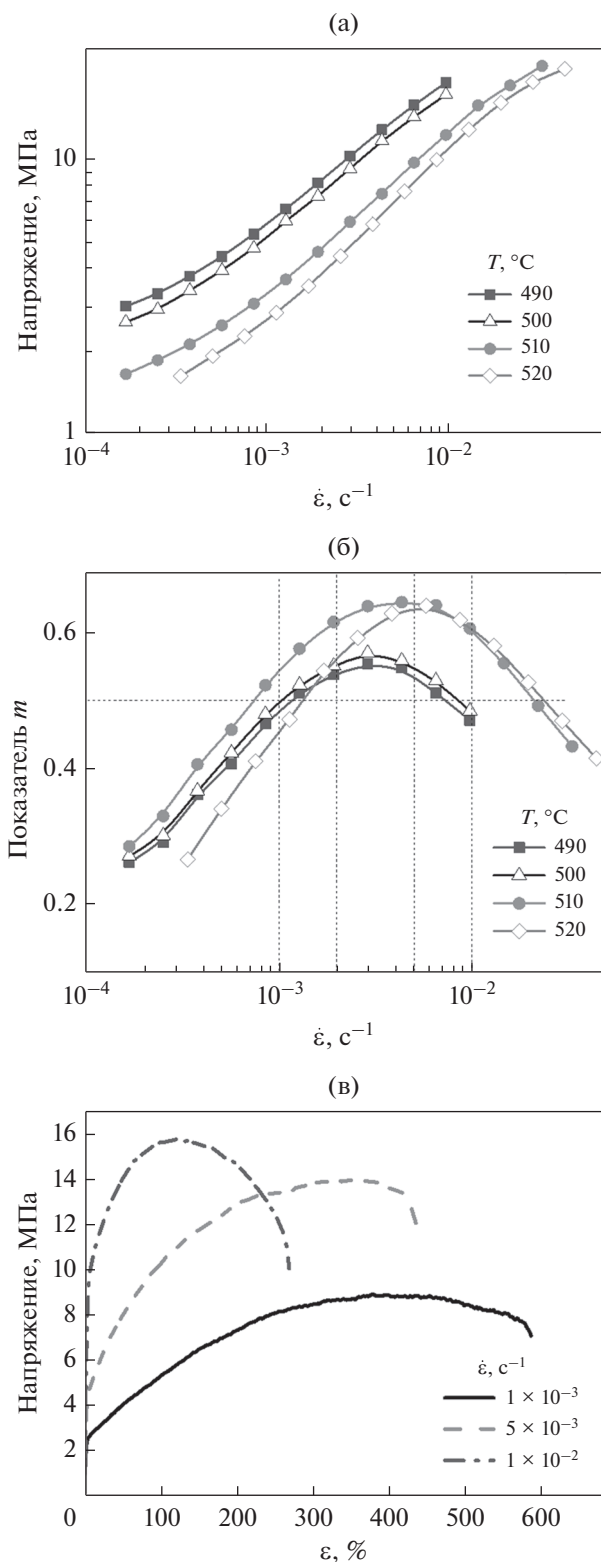 (а)
Напряжение, МПа
10
1
10⁻⁴
10⁻³
10⁻²
ε̇, с⁻¹
T, °C
490
500
510
520
(б)
Показатель m
0.6
0.4
0.2
10⁻⁴
10⁻³
10⁻²
ε̇, с⁻¹
T, °C
490
500
510
520
(в)
Напряжение, МПа
16
14
12
10
8
6
4
2
0
100
200
300
400
500
600
ε, %
ε̇, с⁻¹
1 × 10⁻³
5 × 10⁻³
1 × 10⁻²